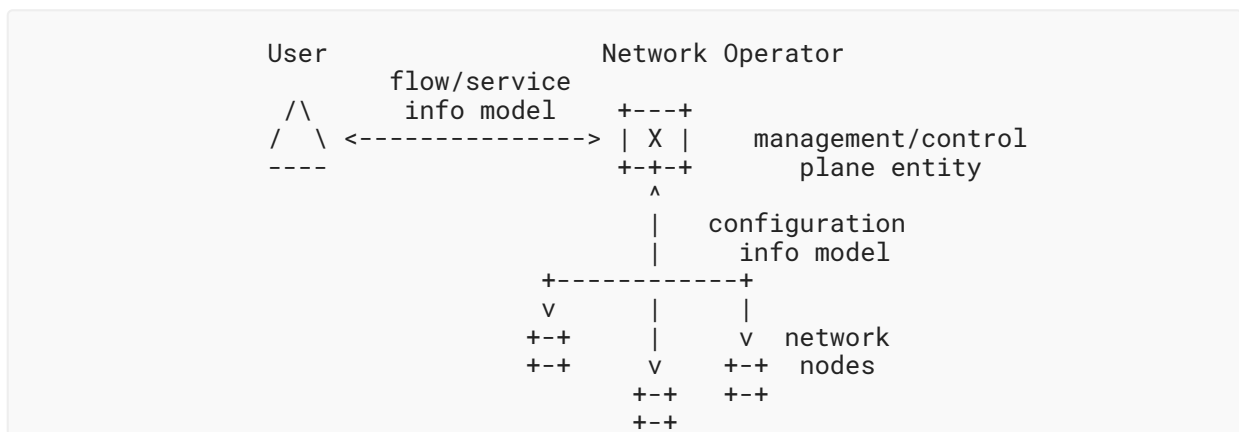 User                  Network Operator
        flow/service
 /\      info model    +---+
/  \ <---------------> | X |    management/control
----                   +-+-+       plane entity
                         ^
                         |   configuration
                         |     info model
                  +------------+
                  v      |     |
                 +-+     |     v  network
                 +-+     v    +-+  nodes
                        +-+   +-+
                        +-+